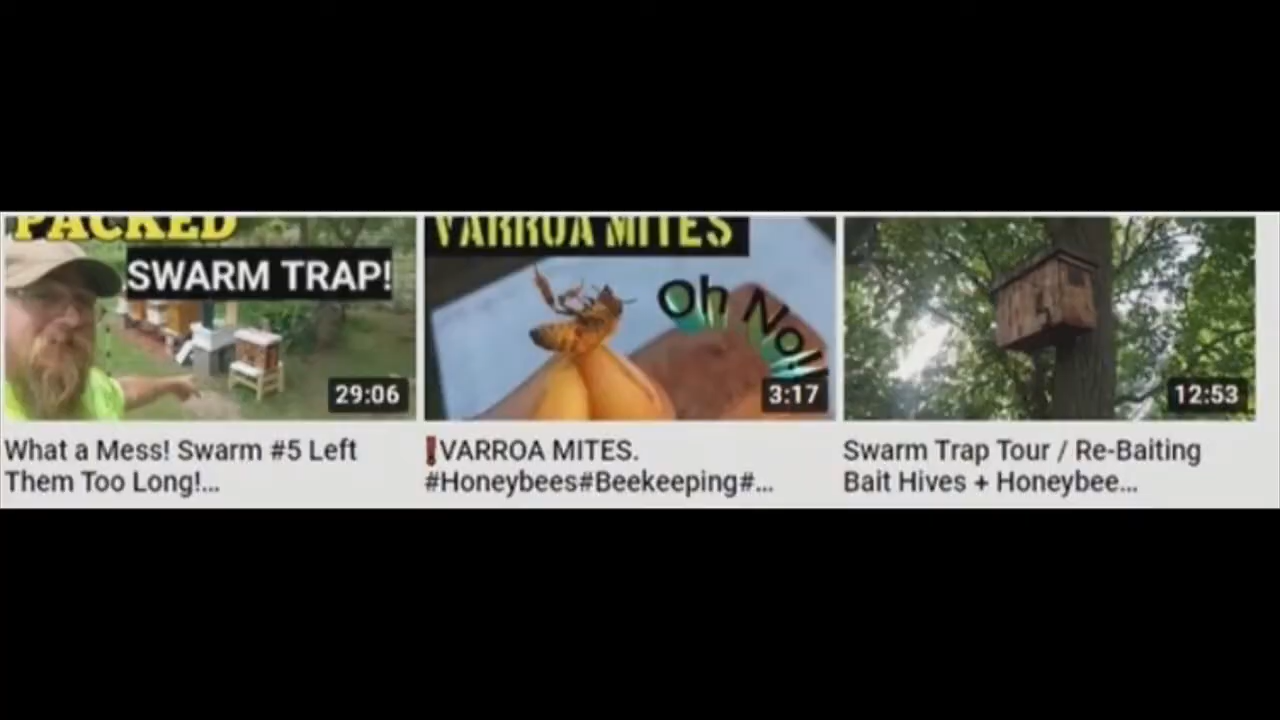 PACKED
SWARM TRAP!
29:06
What a Mess! Swarm #5 Left
Them Too Long!...
VARROA MITES
Oh No!!
3:17
❗VARROA MITES.
#Honeybees#Beekeeping#...
12:53
Swarm Trap Tour / Re-Baiting
Bait Hives + Honeybee...